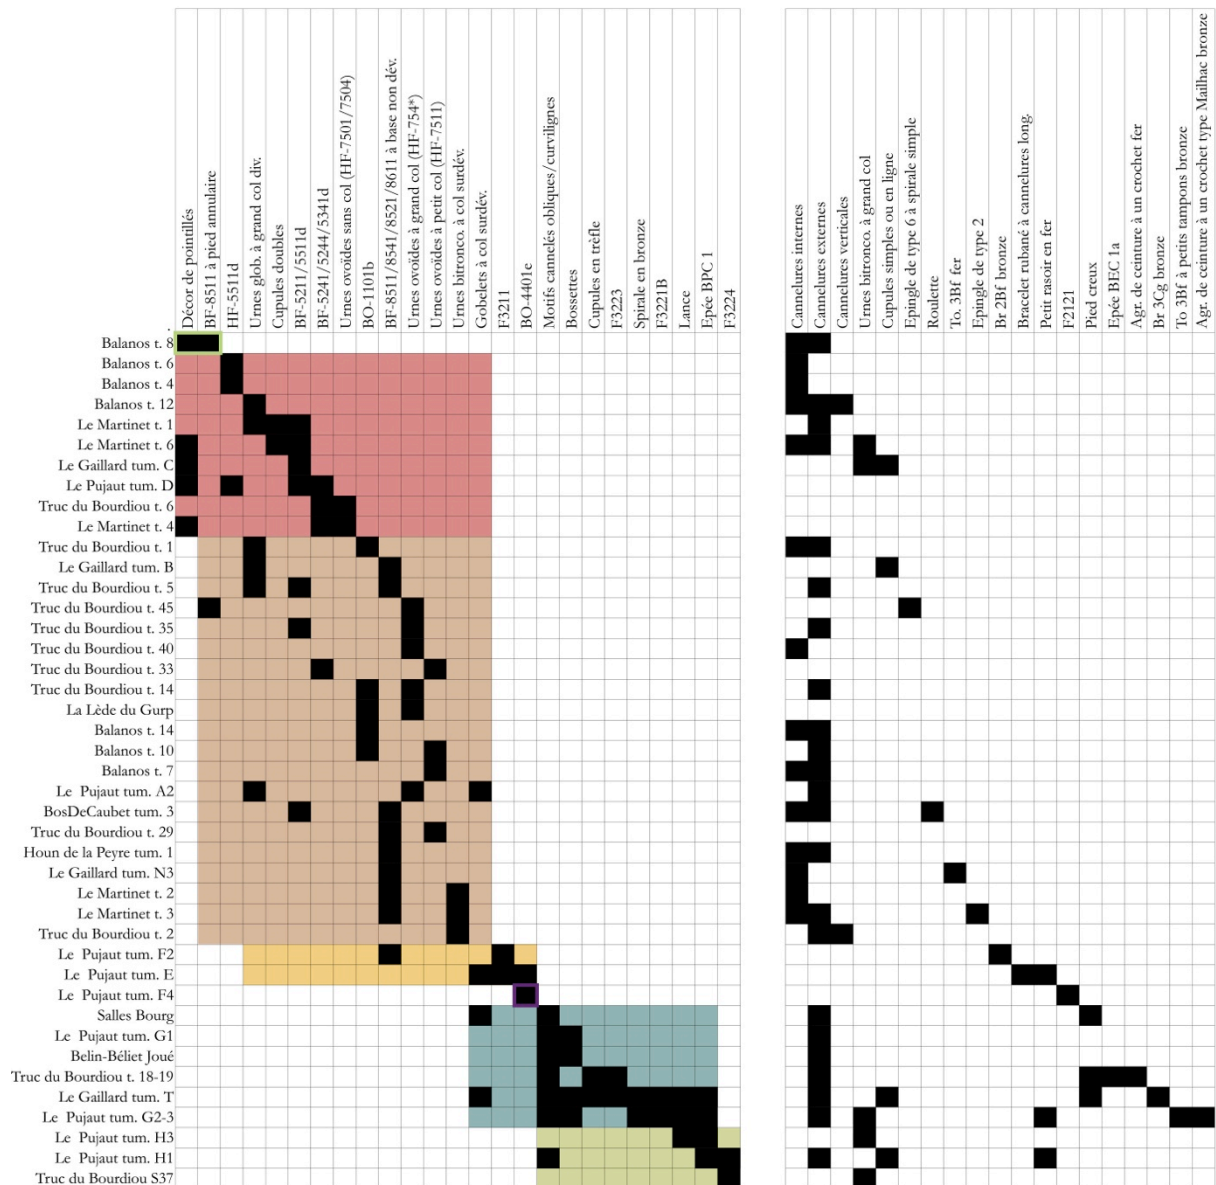 Décor de pointillés
BF-8511 à pied annulaire
HF-5511d
Urnes glob. à grand col div.
Cupules doubles
BF-5211/5511d
BF-5241/5244/5341d
Urnes ovoïdes sans col (HF-7501/7504)
BO-1101b
BF-8511/8541/8521/8611 à base non dév.
Urnes ovoïdes à grand col (HF-754*)
Urnes ovoïdes à petit col (HF-7511)
Urnes bitronco. à col surdév.
Gobelets à col surdév.
F3211
BO-4401e
Motifs cannelés obliques/curvilignes
Bossettes
Cupules en trèfle
F3223
Spirale en bronze
F3221B
Lance
Epée BPC 1
F3224
Cannelures internes
Cannelures externes
Cannelures verticales
Urnes bitronco. à grand col
Cupules simples ou en ligne
Epingle de type 6 à spirale simple
Roulette
To. 3Bf fer
Epingle de type 2
Br 2Bf bronze
Bracelet rubané à cannelures long.
Petit rasoir en fer
F2121
Pied creux
Epée BEC 1a
Agr. de ceinture à un crochet fer
Br 3Cg bronze
To 3Bf à petits tampons bronze
Agr. de ceinture à un crochet type Mailhac bronze
Balanos t. 8
Balanos t. 6
Balanos t. 4
Balanos t. 12
Le Martinet t. 1
Le Martinet t. 6
Le Gaillard tum. C
Le Pujaut tum. D
Truc du Bourdiou t. 6
Le Martinet t. 4
Truc du Bourdiou t. 1
Le Gaillard tum. B
Truc du Bourdiou t. 5
Truc du Bourdiou t. 45
Truc du Bourdiou t. 35
Truc du Bourdiou t. 40
Truc du Bourdiou t. 33
Truc du Bourdiou t. 14
La Lède du Gurp
Balanos t. 14
Balanos t. 10
Balanos t. 7
Le Pujaut tum. A2
BosDeCaubet tum. 3
Truc du Bourdiou t. 29
Houn de la Peyre tum. 1
Le Gaillard tum. N3
Le Martinet t. 2
Le Martinet t. 3
Truc du Bourdiou t. 2
Le Pujaut tum. F2
Le Pujaut tum. E
Le Pujaut tum. F4
Salles Bourg
Le Pujaut tum. G1
Belin-Béliet Joué
Truc du Bourdiou t. 18-19
Le Gaillard tum. T
Le Pujaut tum. G2-3
Le Pujaut tum. H3
Le Pujaut tum. H1
Truc du Bourdiou S37